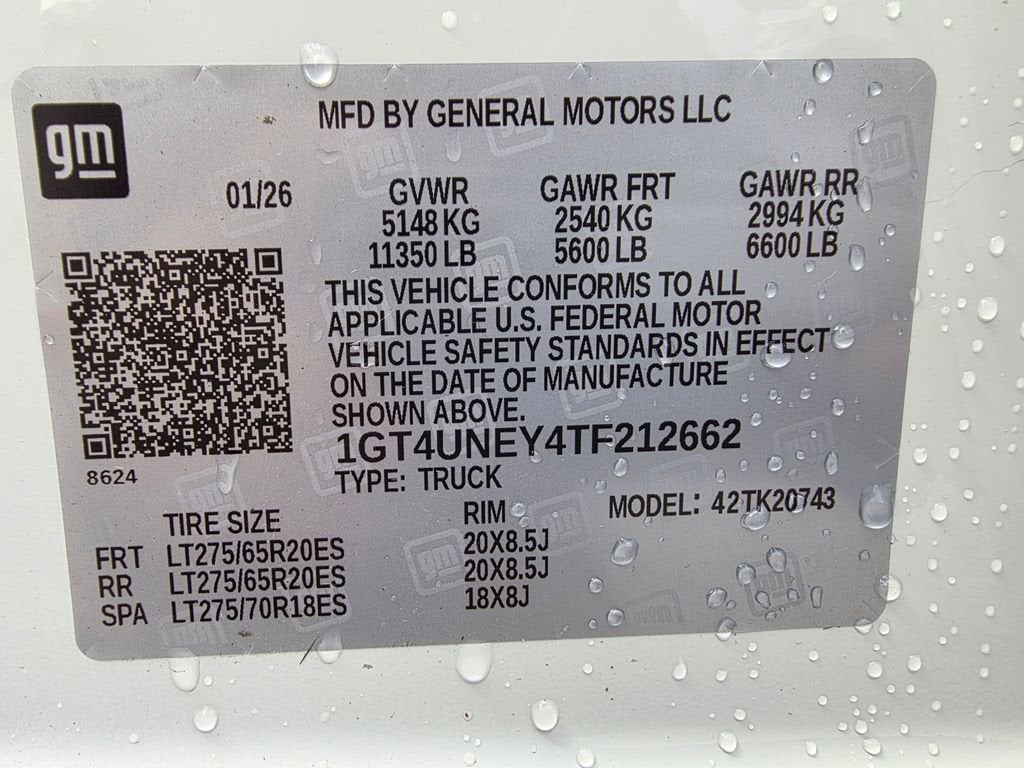 gm
MFD BY GENERAL MOTORS LLC
01/26
GVWR GAWR FRT GAWR RR
5148 KG 2540 KG 2994 KG
11350 LB 5600 LB 6600 LB
THIS VEHICLE CONFORMS TO ALL
APPLICABLE U.S. FEDERAL MOTOR
VEHICLE SAFETY STANDARDS IN EFFECT
ON THE DATE OF MANUFACTURE
SHOWN ABOVE.
1GT4UNEY4TF212662
8624
TYPE: TRUCK
MODEL: 42TK20743
TIRE SIZE RIM
FRT LT275/65R20ES 20X8.5J
RR LT275/65R20ES 20X8.5J
SPA LT275/70R18ES 18X8J